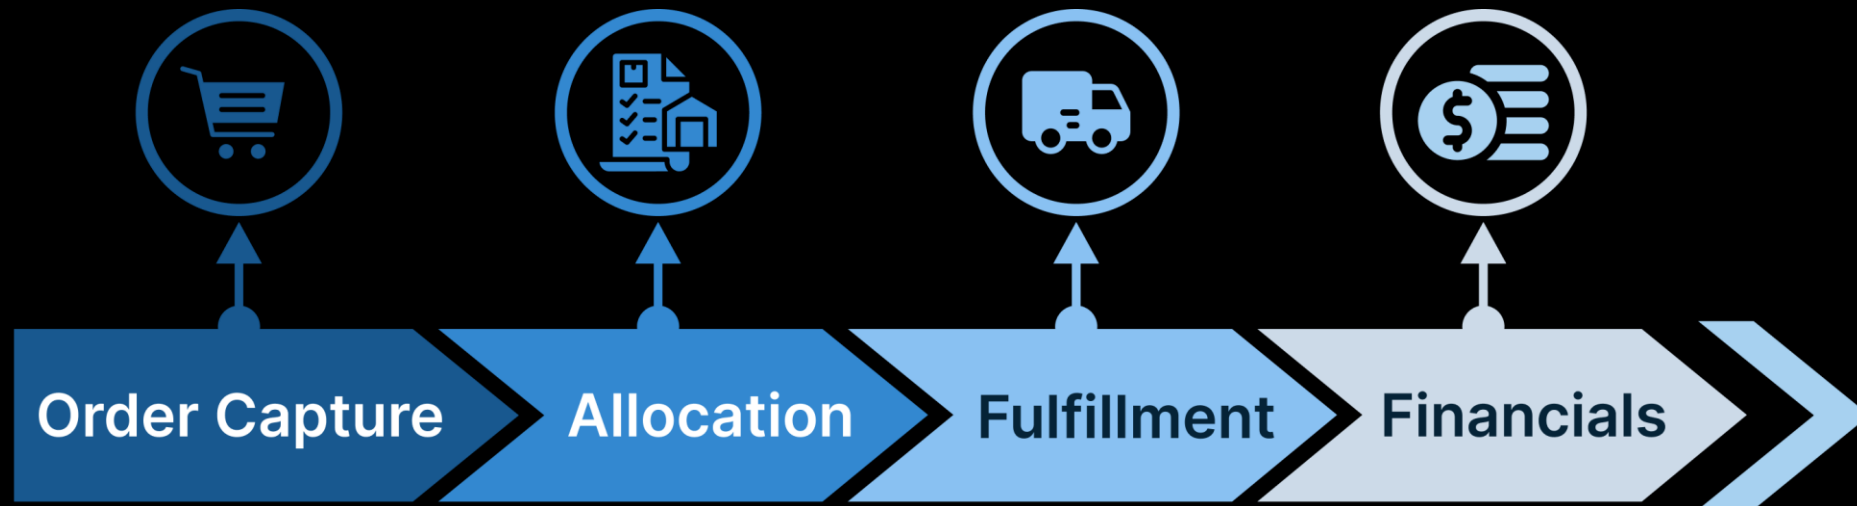 Order Capture
Allocation
Fulfillment
Financials
$